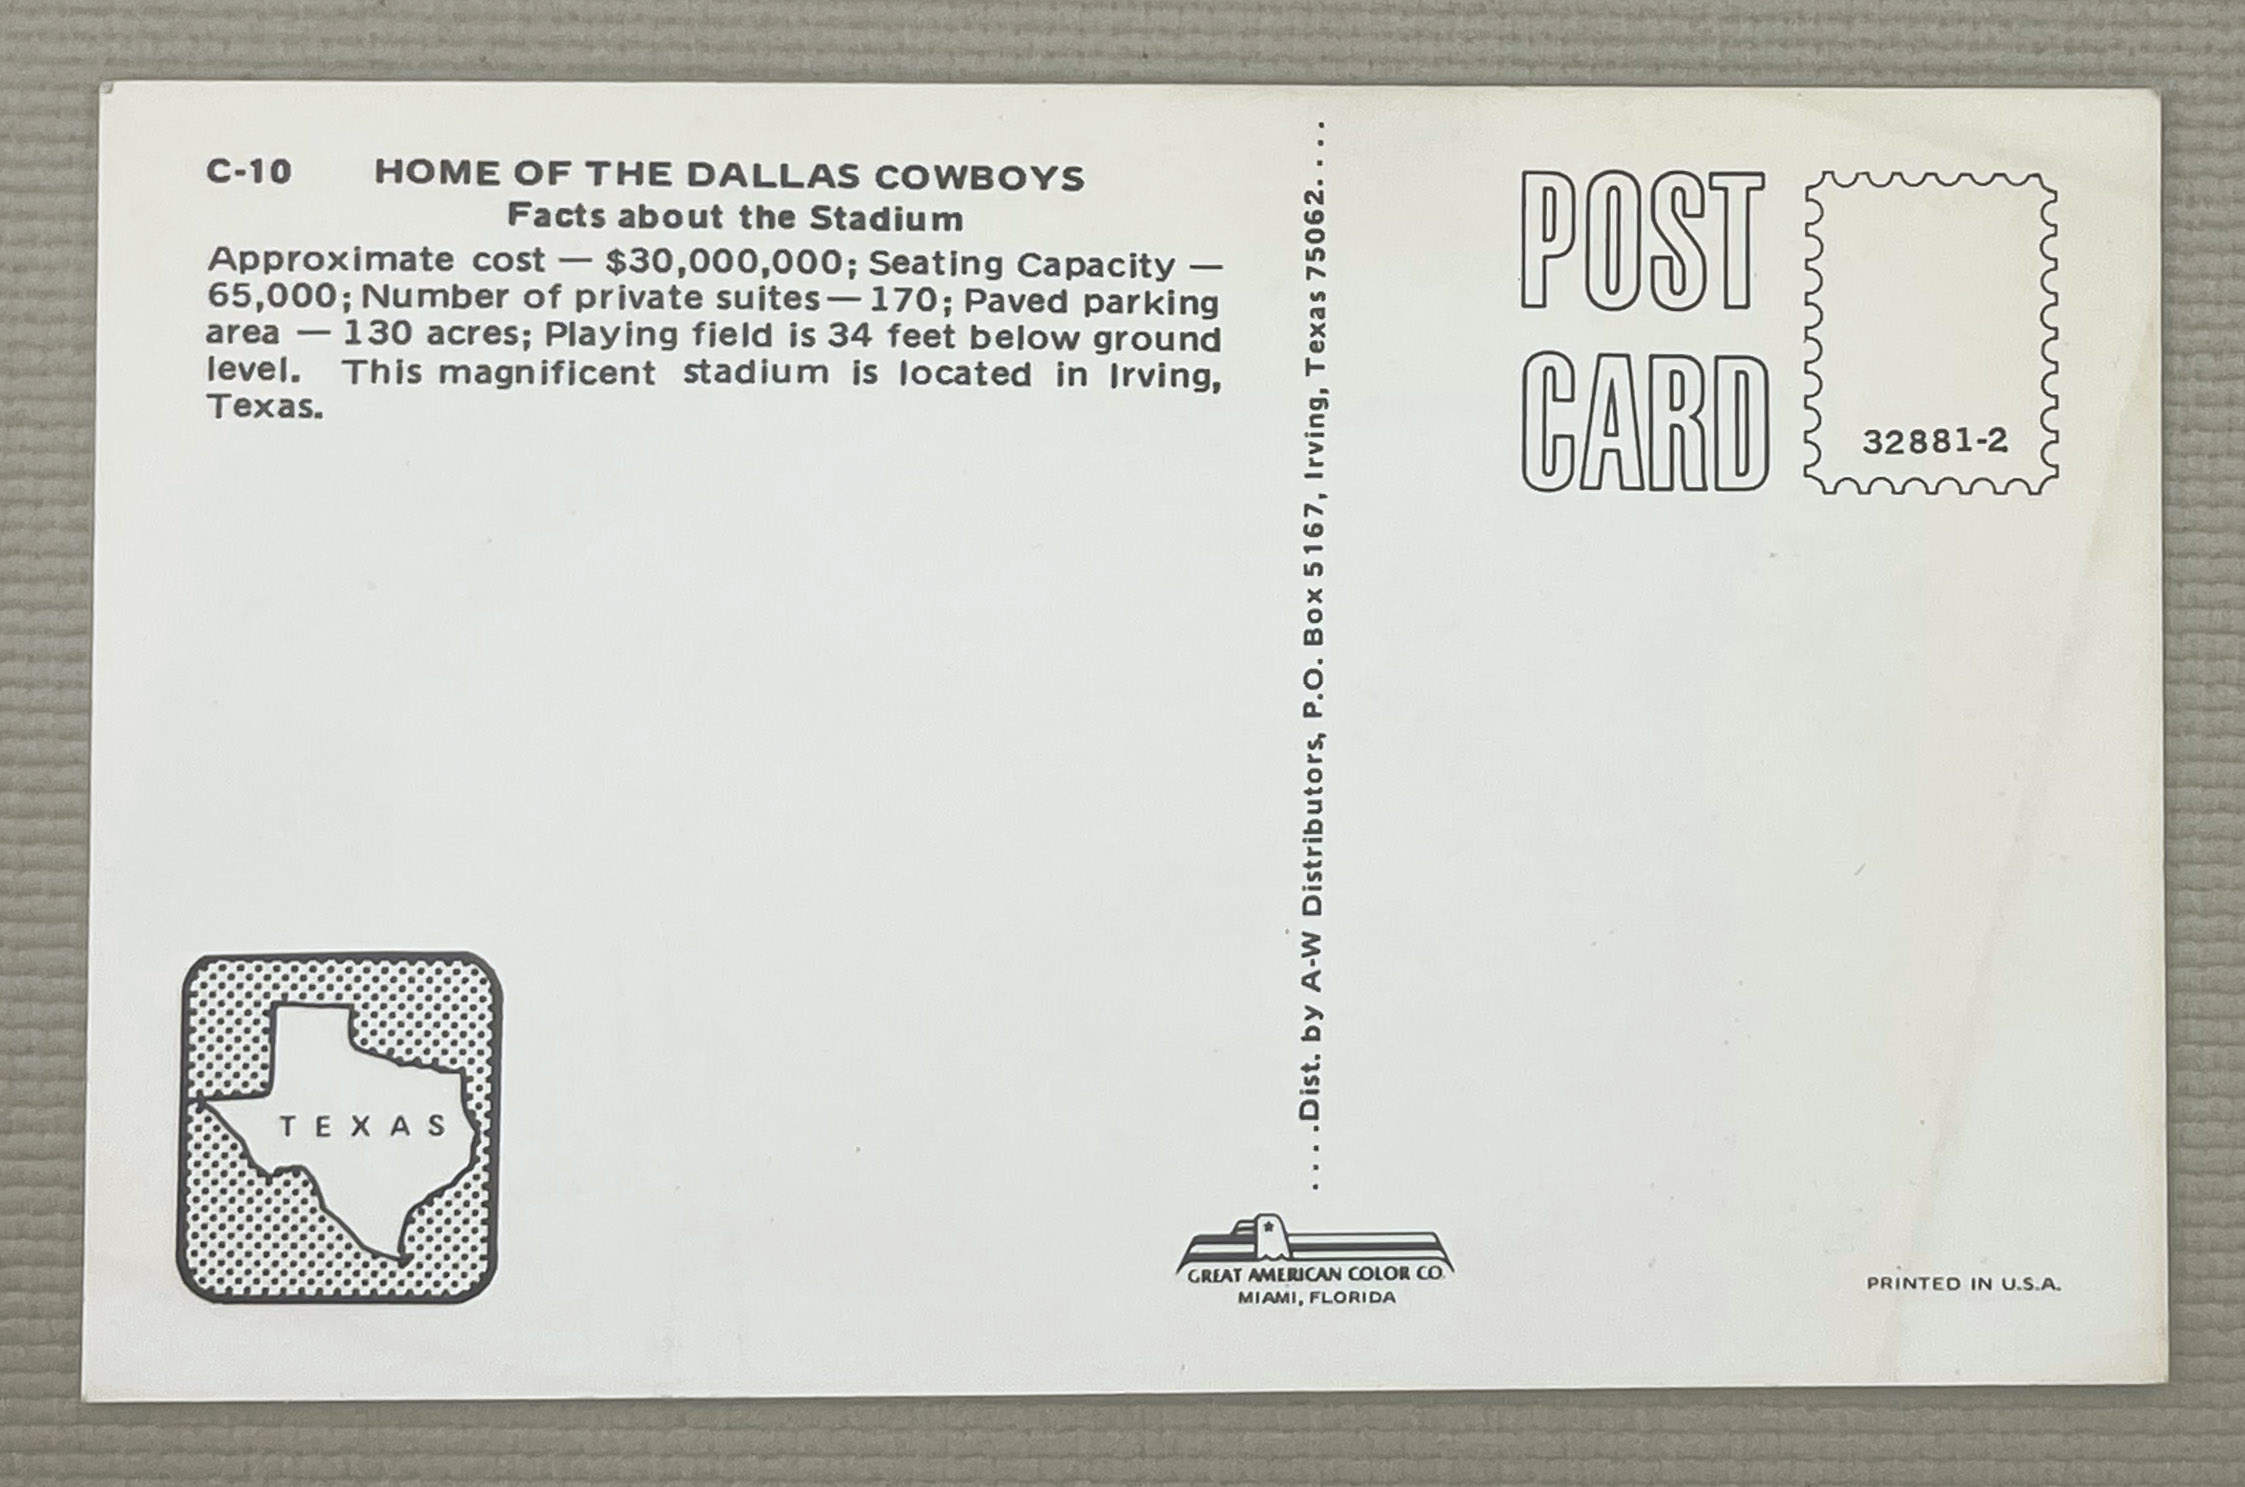 C-10 HOME OF THE DALLAS COWBOYS
Facts about the Stadium
Approximate cost — $30,000,000; Seating Capacity —
65,000; Number of private suites — 170; Paved parking
area — 130 acres; Playing field is 34 feet below ground
level. This magnificent stadium is located in Irving,
Texas.
TEXAS
....Dist. by A-W Distributors, P.O. Box 5167, Irving, Texas 75062....
GREAT AMERICAN COLOR CO.
MIAMI, FLORIDA
POST
CARD
32881-2
PRINTED IN U.S.A.